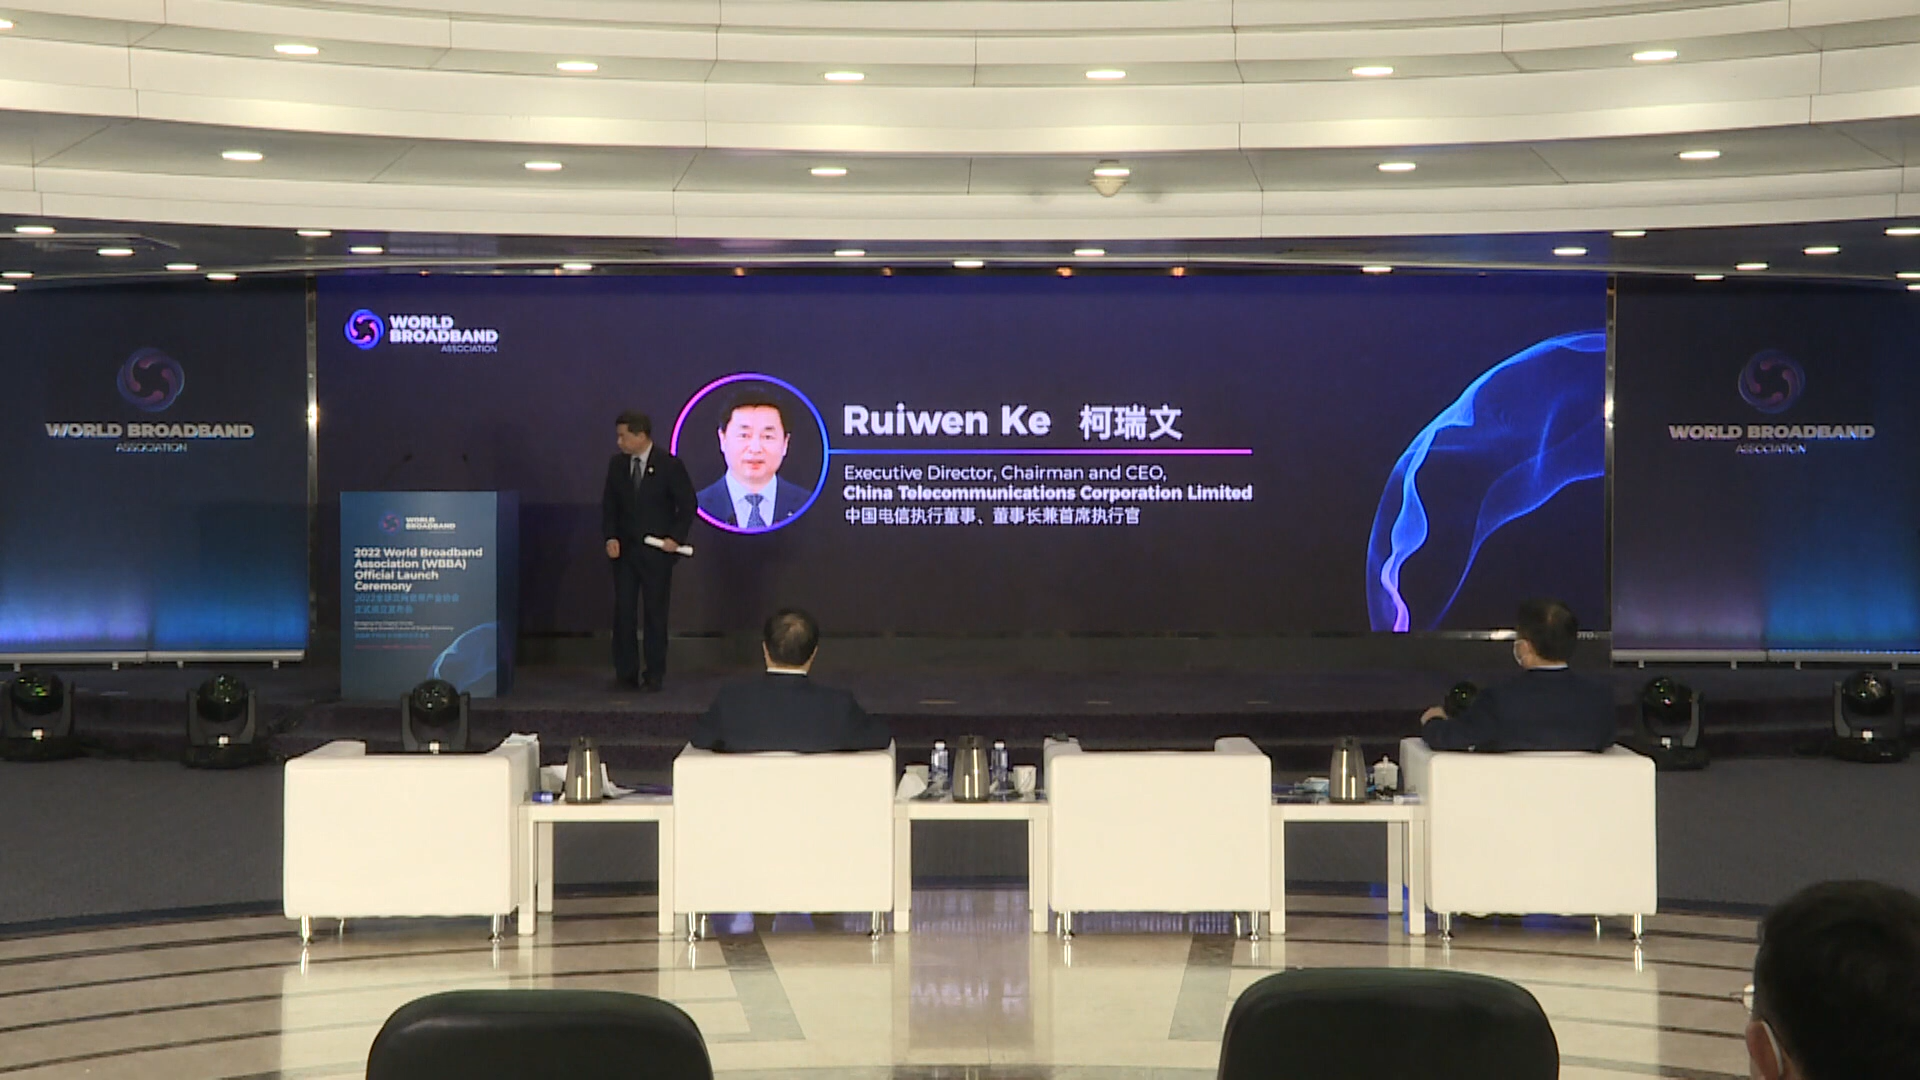 WORLD BROADBAND
ASSOCIATION
WORLD
BROADBAND
ASSOCIATION
Ruiwen Ke 柯瑞文
Executive Director, Chairman and CEO,
China Telecommunications Corporation Limited
中国电信执行董事、董事长兼首席执行官
WORLD BROADBAND
ASSOCIATION
WORLD
BROADBAND
2022 World Broadband
Association (WBBA)
Official Launch
Ceremony